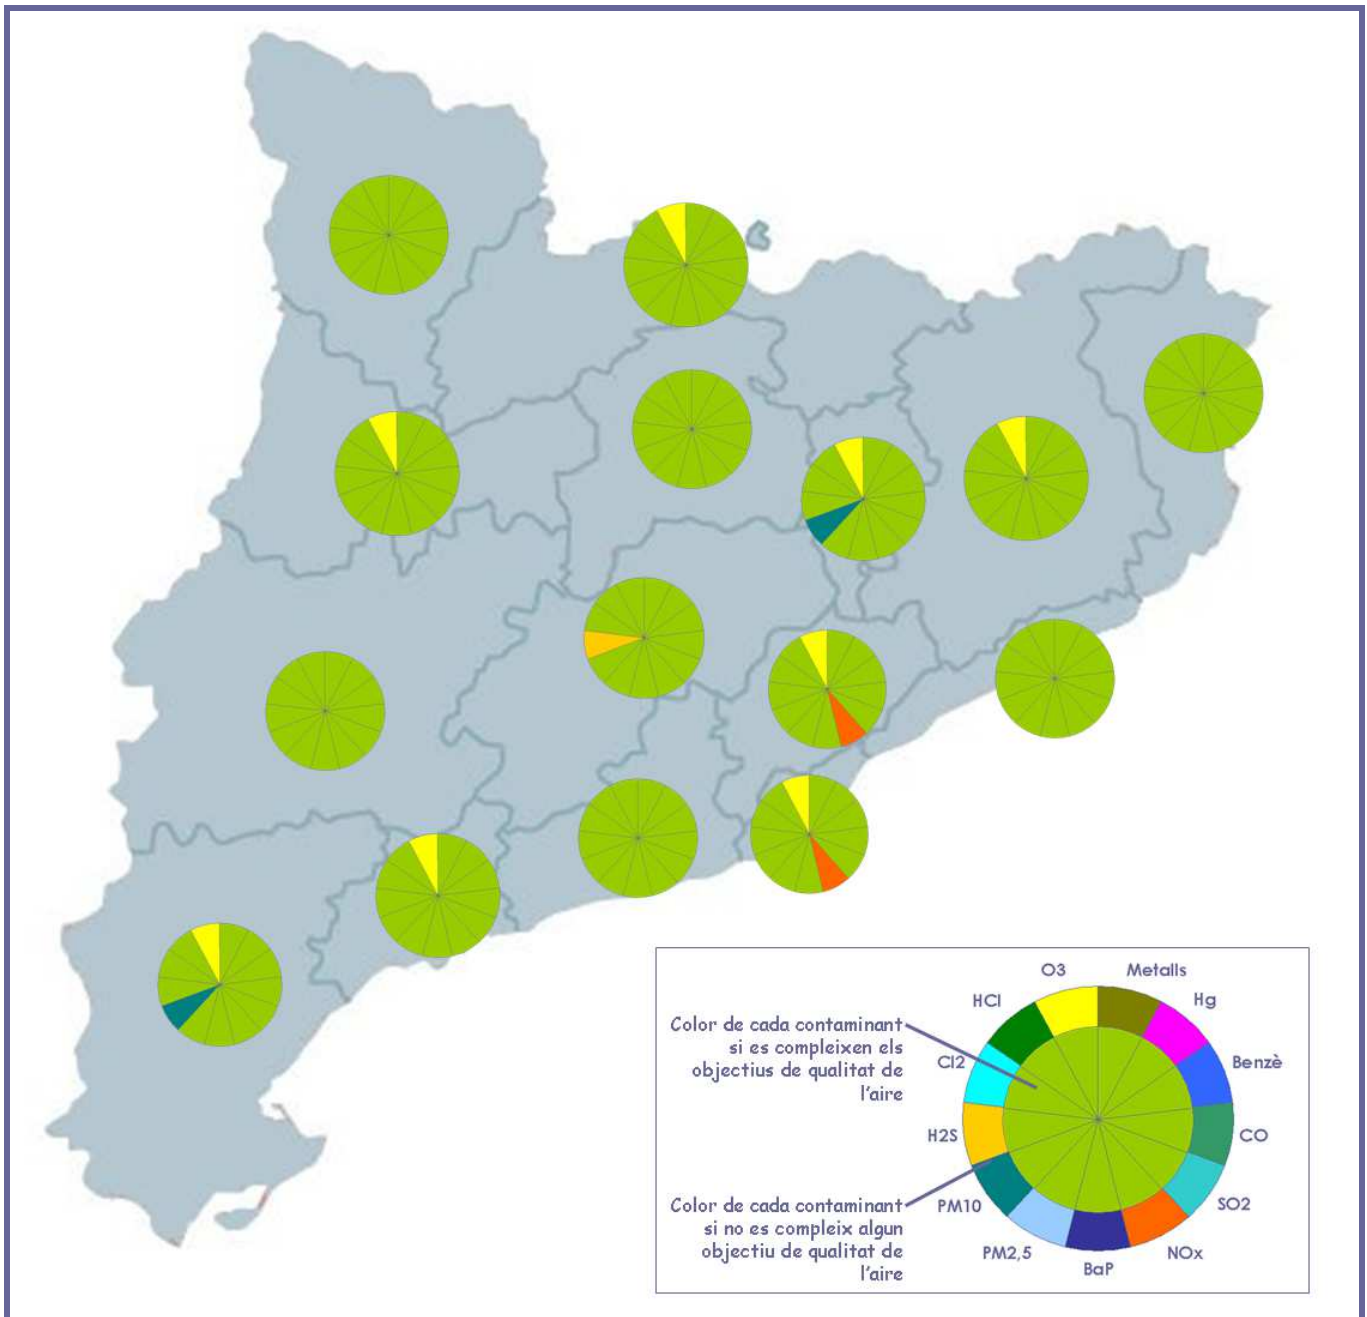 O3
Metalls
HCl
Hg
Color de cada contaminant
si es compleixen els
objectius de qualitat de
l'aire
Cl2
Benzè
H2S
CO
Color de cada contaminant
si no es compleix algun
objectiu de qualitat de
l'aire
PM10
SO2
PM2,5
NOx
BaP